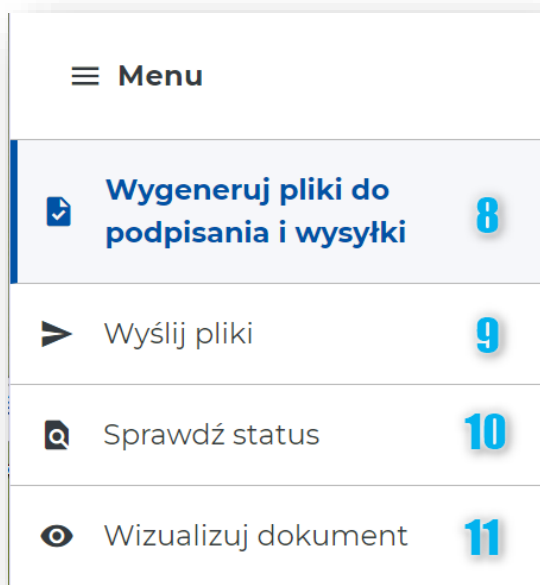 Menu
Wygeneruj pliki do
podpisania i wysyłki 8
Wyślij pliki 9
Sprawdź status 10
Wizualizuj dokument 11